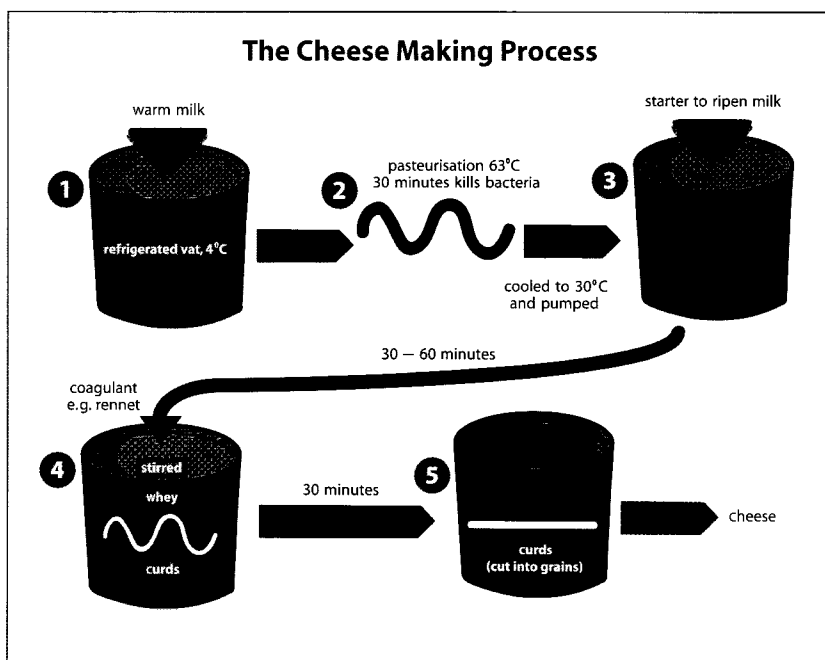 The Cheese Making Process
warm milk
1
refrigerated vat, 4°C
2
pasteurisation 63°C
30 minutes kills bacteria
cooled to 30°C
and pumped
starter to ripen milk
3
30 – 60 minutes
coagulant
e.g. rennet
4
stirred
whey
curds
30 minutes
5
curds
(cut into grains)
cheese